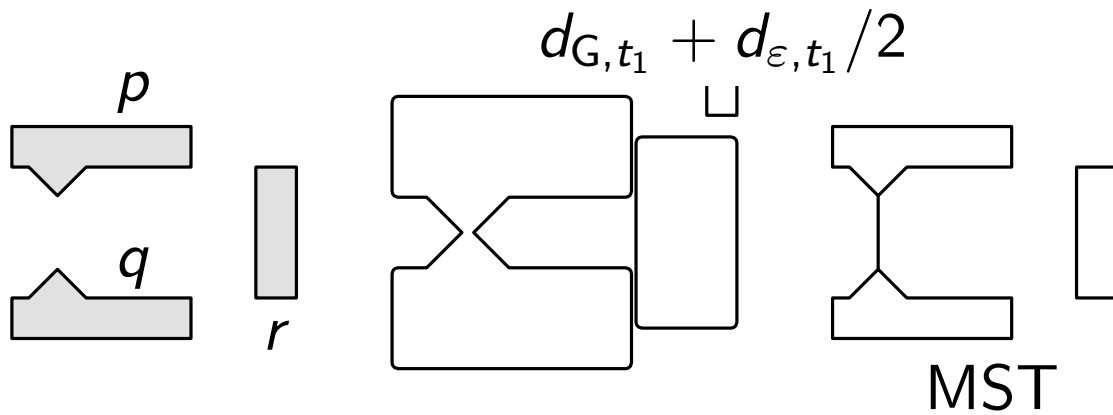 d_{G,t_1} + d_{ε,t_1}/2
p
q
r
MST